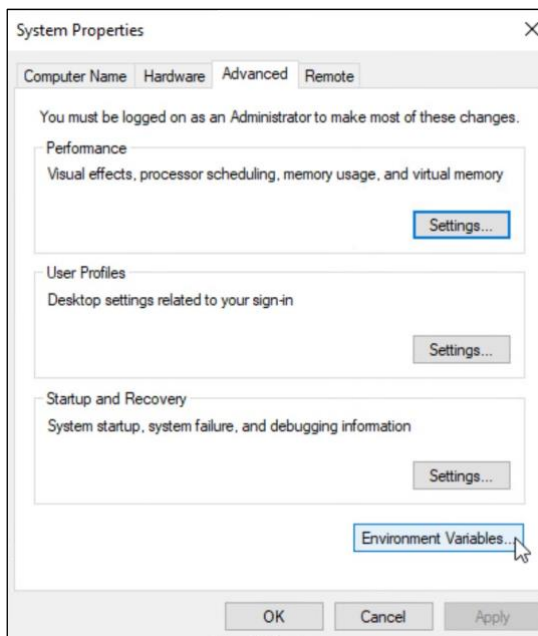 System Properties
Computer Name Hardware Advanced Remote
You must be logged on as an Administrator to make most of these changes.
Performance
Visual effects, processor scheduling, memory usage, and virtual memory
Settings...
User Profiles
Desktop settings related to your sign-in
Settings...
Startup and Recovery
System startup, system failure, and debugging information
Settings...
Environment Variables...
OK Cancel Apply